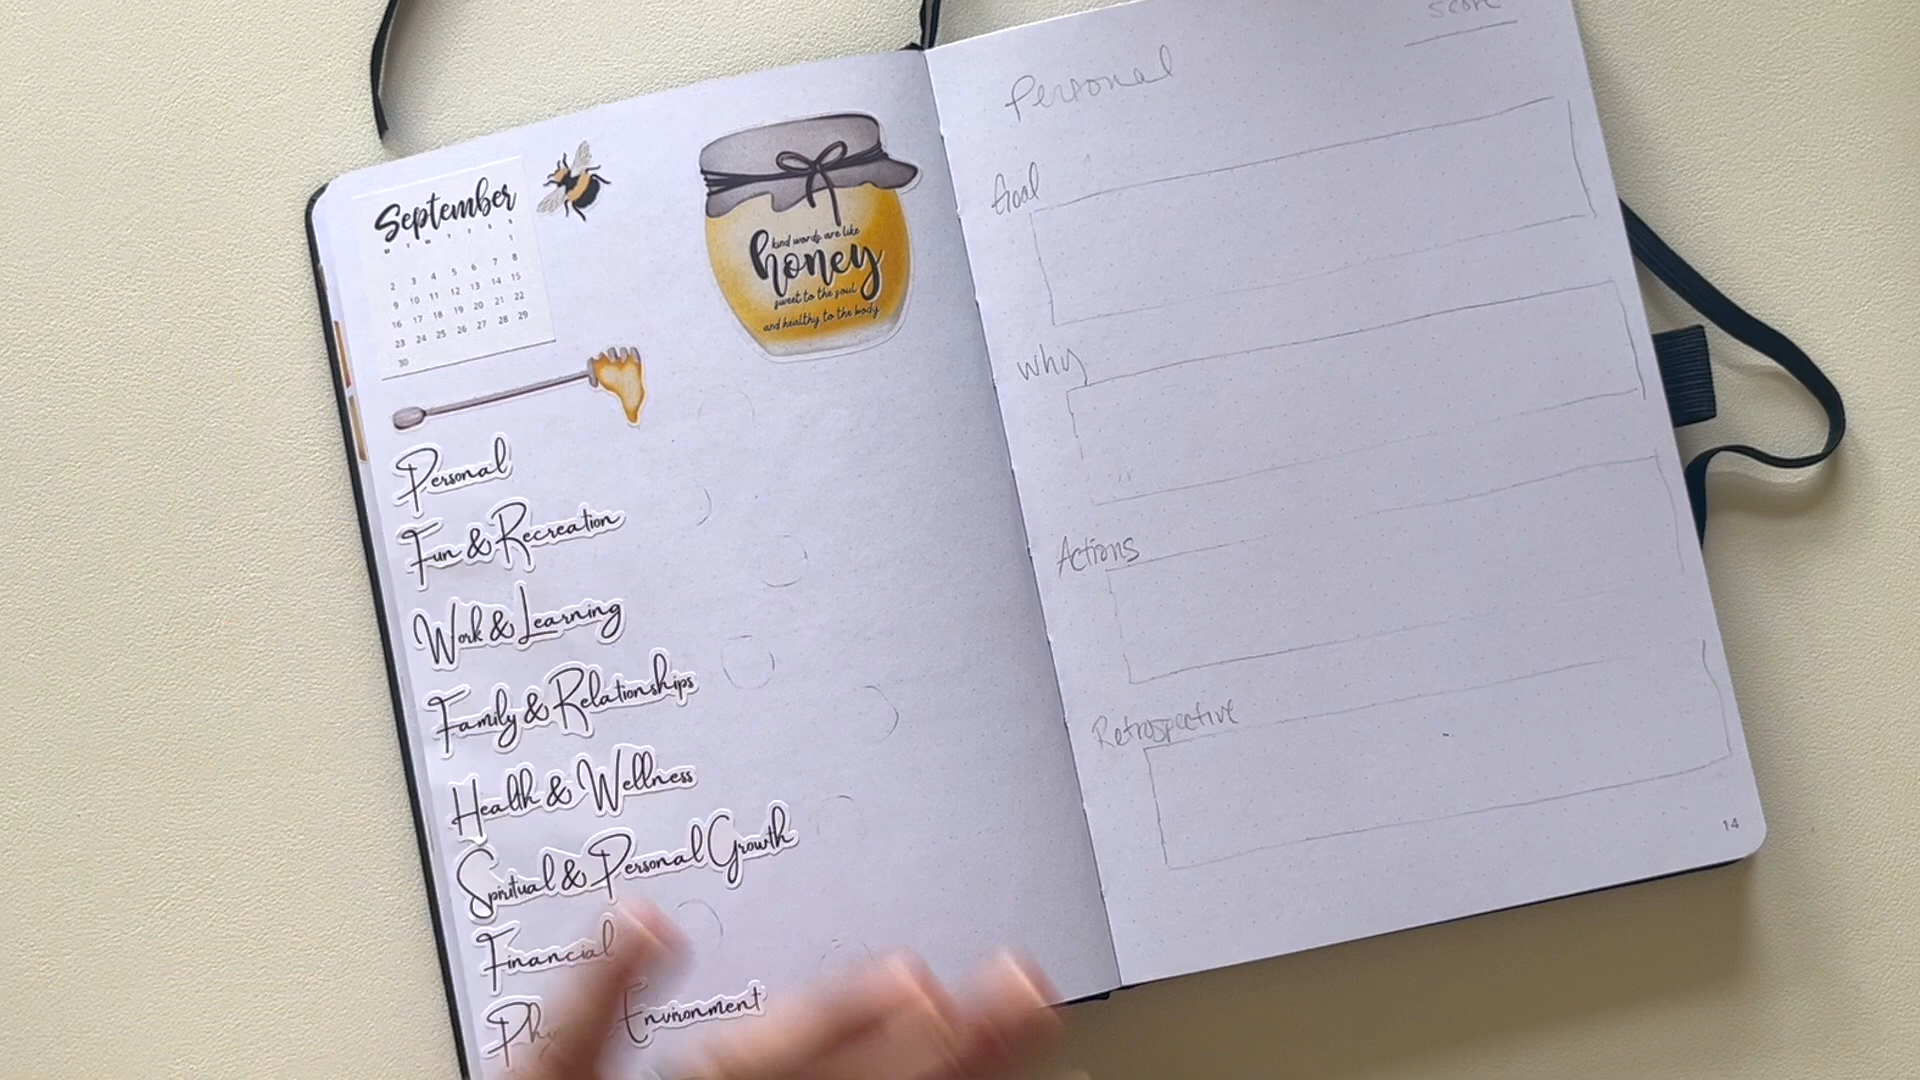 September
M T W T F S S
1
2 3 4 5 6 7 8
9 10 11 12 13 14 15
16 17 18 19 20 21 22
23 24 25 26 27 28 29
30
kind words are like
honey
sweet to the soul
and healthy to the body
Personal
Fun & Recreation
Work & Learning
Family & Relationships
Health & Wellness
Spiritual & Personal Growth
Financial
Environment
Score
Personal
Goal
Why
Actions
Retrospective
14